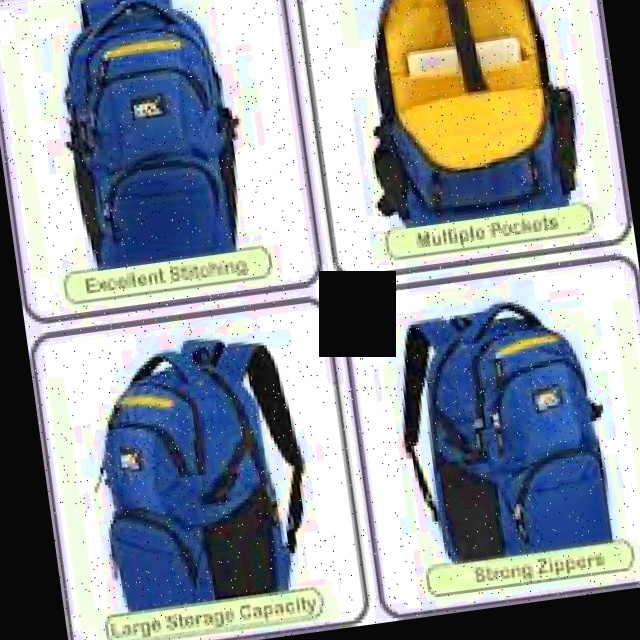 Excellent Stitching
Multiple Pockets
Large Storage Capacity
Strong Zippers